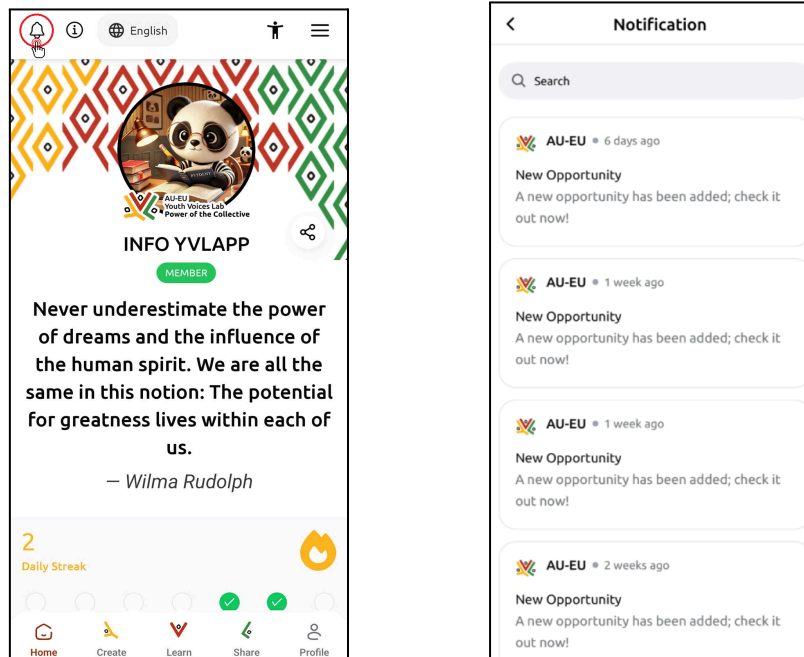 English
AU-EU
Youth Voices Lab
Power of the Collective
INFO YVLAPP
MEMBER
Never underestimate the power
of dreams and the influence of
the human spirit. We are all the
same in this notion: The potential
for greatness lives within each of
us.
— Wilma Rudolph
2
Daily Streak
Home Create Learn Share Profile
Notification
Search
AU-EU • 6 days ago
New Opportunity
A new opportunity has been added; check it
out now!
AU-EU • 1 week ago
New Opportunity
A new opportunity has been added; check it
out now!
AU-EU • 1 week ago
New Opportunity
A new opportunity has been added; check it
out now!
AU-EU • 2 weeks ago
New Opportunity
A new opportunity has been added; check it
out now!